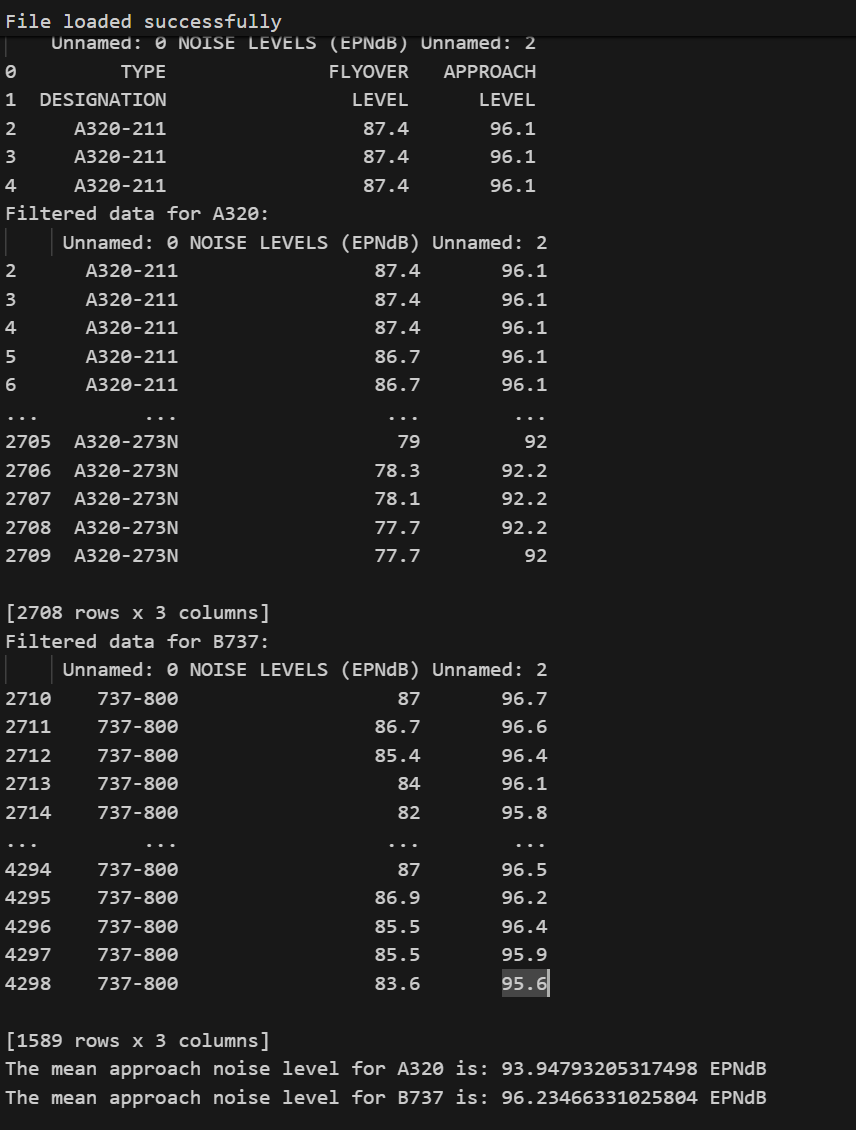 File loaded successfully
Unnamed: 0 NOISE LEVELS (EPNdB) Unnamed: 2
0 TYPE FLYOVER APPROACH
1 DESIGNATION LEVEL LEVEL
2 A320-211 87.4 96.1
3 A320-211 87.4 96.1
4 A320-211 87.4 96.1
Filtered data for A320:
Unnamed: 0 NOISE LEVELS (EPNdB) Unnamed: 2
2 A320-211 87.4 96.1
3 A320-211 87.4 96.1
4 A320-211 87.4 96.1
5 A320-211 86.7 96.1
6 A320-211 86.7 96.1
... ... ... ...
2705 A320-273N 79 92
2706 A320-273N 78.3 92.2
2707 A320-273N 78.1 92.2
2708 A320-273N 77.7 92.2
2709 A320-273N 77.7 92
[2708 rows x 3 columns]
Filtered data for B737:
Unnamed: 0 NOISE LEVELS (EPNdB) Unnamed: 2
2710 737-800 87 96.7
2711 737-800 86.7 96.6
2712 737-800 85.4 96.4
2713 737-800 84 96.1
2714 737-800 82 95.8
... ... ... ...
4294 737-800 87 96.5
4295 737-800 86.9 96.2
4296 737-800 85.5 96.4
4297 737-800 85.5 95.9
4298 737-800 83.6 95.6
[1589 rows x 3 columns]
The mean approach noise level for A320 is: 93.94793205317498 EPNdB
The mean approach noise level for B737 is: 96.23466331025804 EPNdB